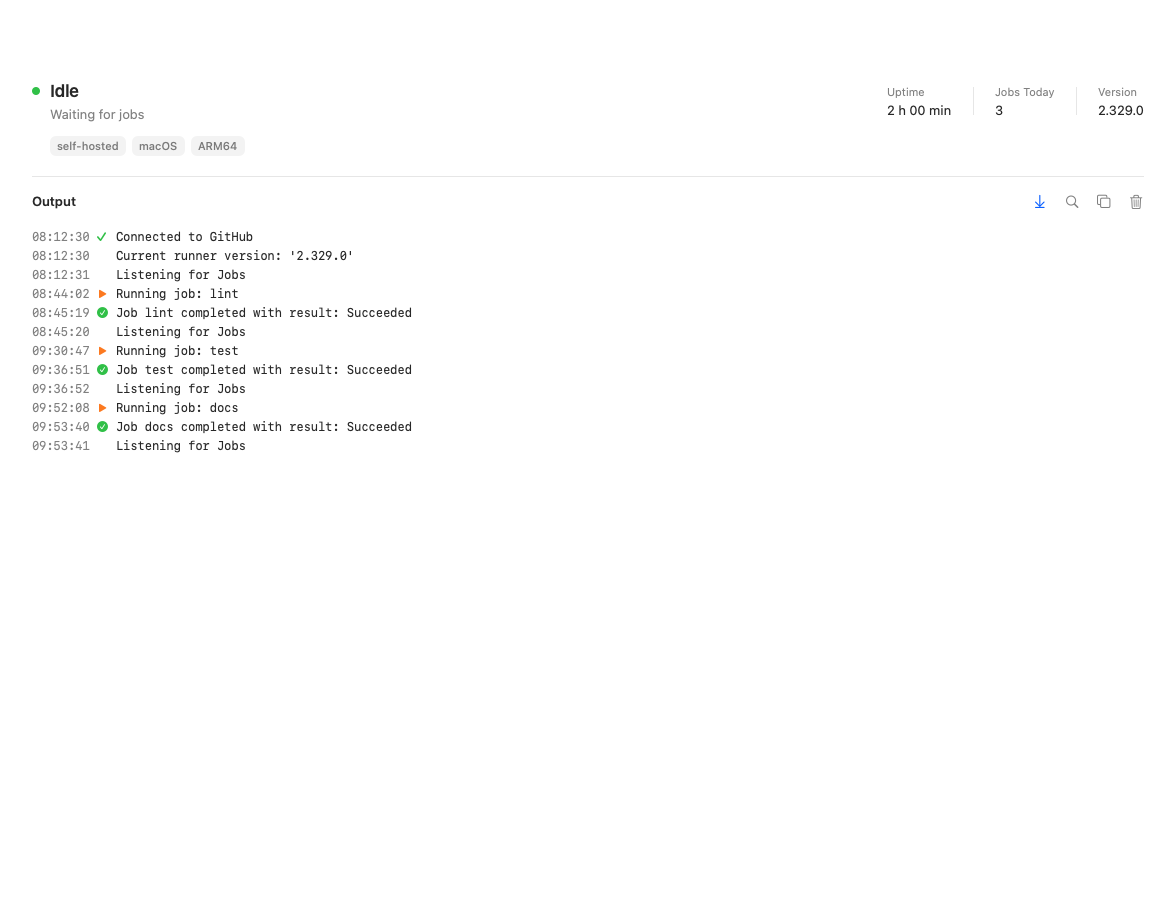 Idle
Waiting for jobs
self-hosted macOS ARM64
Uptime
2 h 00 min
Jobs Today
3
Version
2.329.0
Output
08:12:30 Connected to GitHub
08:12:30 Current runner version: '2.329.0'
08:12:31 Listening for Jobs
08:44:02 Running job: lint
08:45:19 Job lint completed with result: Succeeded
08:45:20 Listening for Jobs
09:30:47 Running job: test
09:36:51 Job test completed with result: Succeeded
09:36:52 Listening for Jobs
09:52:08 Running job: docs
09:53:40 Job docs completed with result: Succeeded
09:53:41 Listening for Jobs